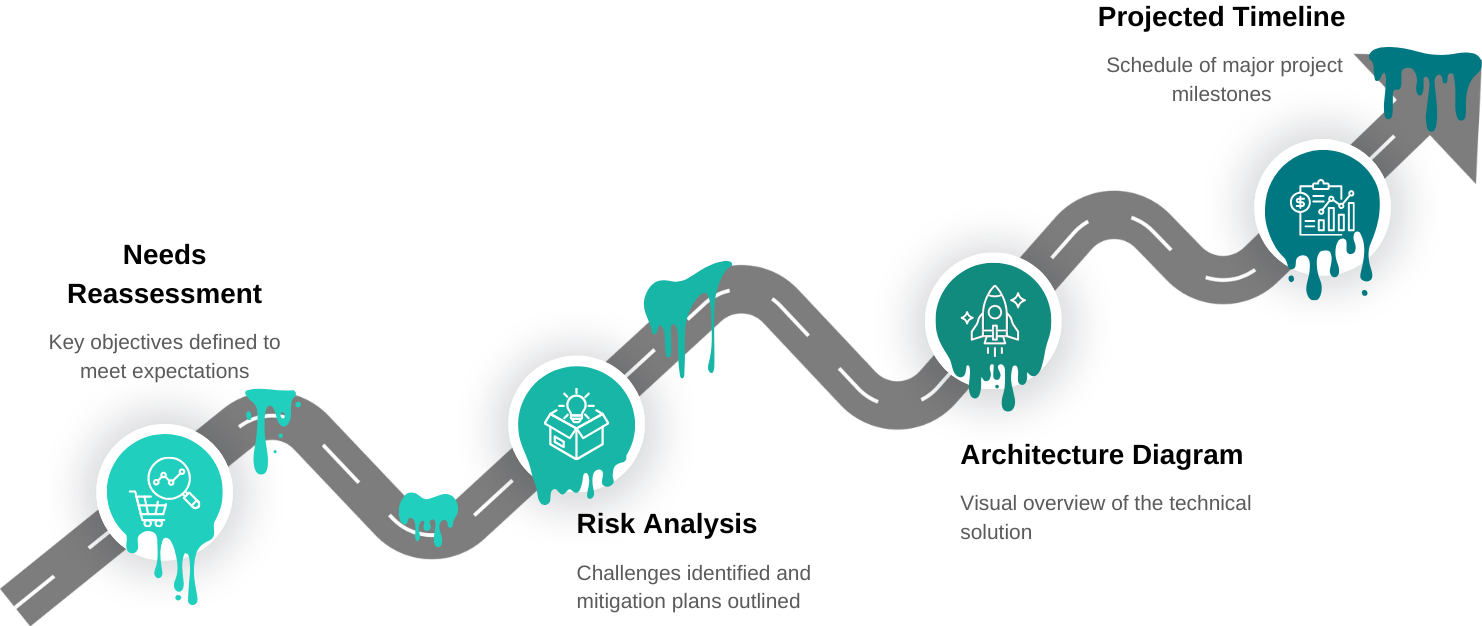 Projected Timeline
Schedule of major project
milestones
Needs
Reassessment
Key objectives defined to
meet expectations
Risk Analysis
Challenges identified and
mitigation plans outlined
Architecture Diagram
Visual overview of the technical
solution
$